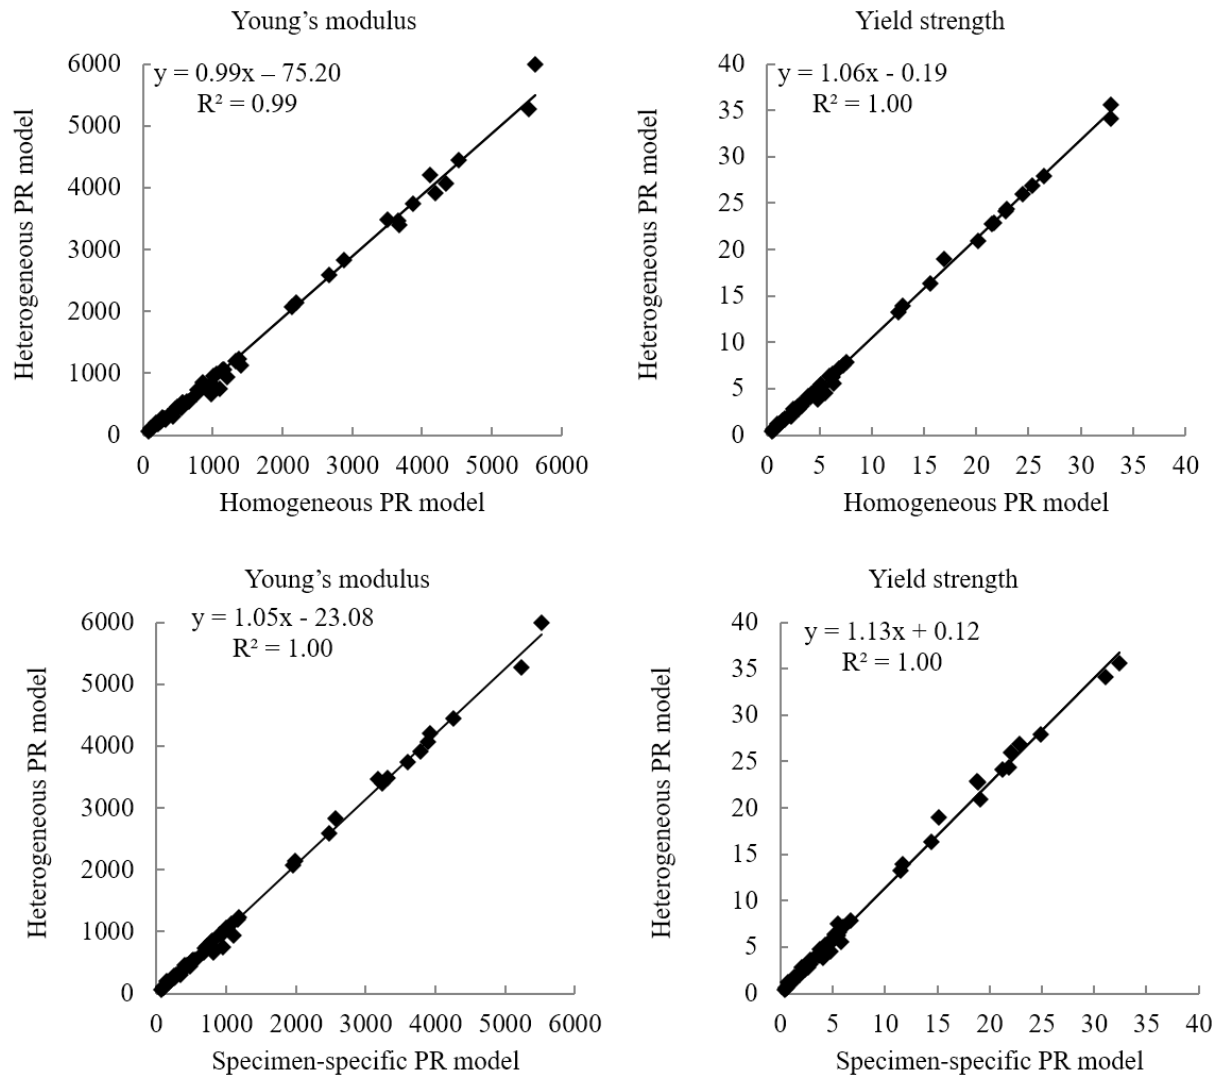 Young’s modulus
y = 0.99x – 75.20
R² = 0.99
6000
5000
4000
3000
2000
1000
0
0 1000 2000 3000 4000 5000 6000
Heterogeneous PR model
Homogeneous PR model
Yield strength
y = 1.06x - 0.19
R² = 1.00
40
35
30
25
20
15
10
5
0
0 5 10 15 20 25 30 35 40
Heterogeneous PR model
Homogeneous PR model
Young’s modulus
y = 1.05x - 23.08
R² = 1.00
6000
5000
4000
3000
2000
1000
0
0 1000 2000 3000 4000 5000 6000
Heterogeneous PR model
Specimen-specific PR model
Yield strength
y = 1.13x + 0.12
R² = 1.00
40
35
30
25
20
15
10
5
0
0 5 10 15 20 25 30 35 40
Heterogeneous PR model
Specimen-specific PR model